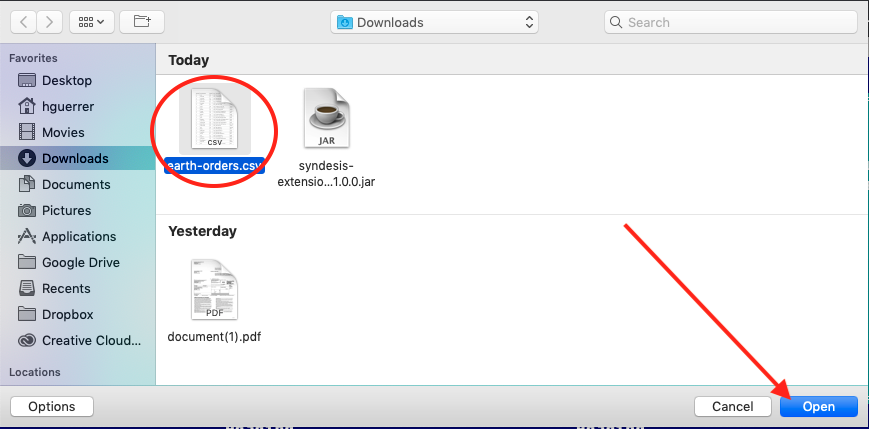 Downloads
Search
Favorites
Desktop
hguerrer
Movies
Downloads
Documents
Pictures
Applications
Google Drive
Recents
Dropbox
Creative Cloud...
Locations
Today
CSV
earth-orders.csv
JAR
syndesis-
extensio...1.0.0.jar
Yesterday
PDF
document(1).pdf
Options
Cancel
Open